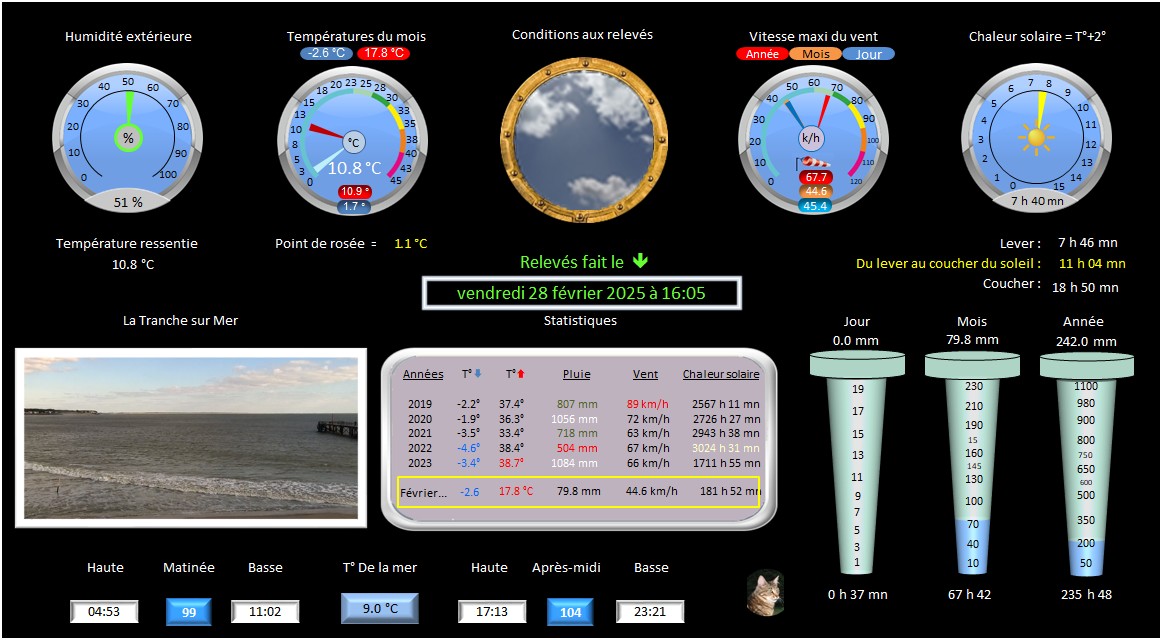 Humidité extérieure
Températures du mois
-2.6 °C 17.8 °C
Conditions aux relevés
Vitesse maxi du vent
Année Mois Jour
Chaleur solaire = T°+2°
0 10 20 30 40 50 60 70 80 90 100
%
51 %
0 3 5 8 10 13 15 18 20 23 25 28 30 33 35 38 40 43 45
°C
10.8 °C
10.9 °
1.7 °
0 10 20 30 40 50 60 70 80 90 100 110 120
k/h
67.7
44.6
45.4
0 1 2 3 4 5 6 7 8 9 10 11 12 13 14 15
7 h 40 mn
Température ressentie
10.8 °C
Point de rosée = 1.1 °C
Relevés fait le
vendredi 28 février 2025 à 16:05
Lever : 7 h 46 mn
Du lever au coucher du soleil : 11 h 04 mn
Coucher : 18 h 50 mn
La Tranche sur Mer
Statistiques
Années T° T° Pluie Vent Chaleur solaire
2019 -2.2° 37.4° 807 mm 89 km/h 2567 h 11 mn
2020 -1.9° 36.3° 1056 mm 72 km/h 2726 h 27 mn
2021 -3.5° 33.4° 718 mm 63 km/h 2943 h 38 mn
2022 -4.6° 38.4° 504 mm 67 km/h 3024 h 31 mn
2023 -3.4° 38.7° 1084 mm 66 km/h 1711 h 55 mn
Février... -2.6 17.8 °C 79.8 mm 44.6 km/h 181 h 52 mn
Jour
0.0 mm
19
17
15
13
11
9
7
5
3
1
0 h 37 mn
Mois
79.8 mm
230
210
190
15
160
145
130
100
70
40
10
67 h 42
Année
242.0 mm
1100
980
900
800
750
650
600
500
350
200
50
235 h 48
Haute Matinée Basse
04:53 99 11:02
T° De la mer
9.0 °C
Haute Après-midi Basse
17:13 104 23:21